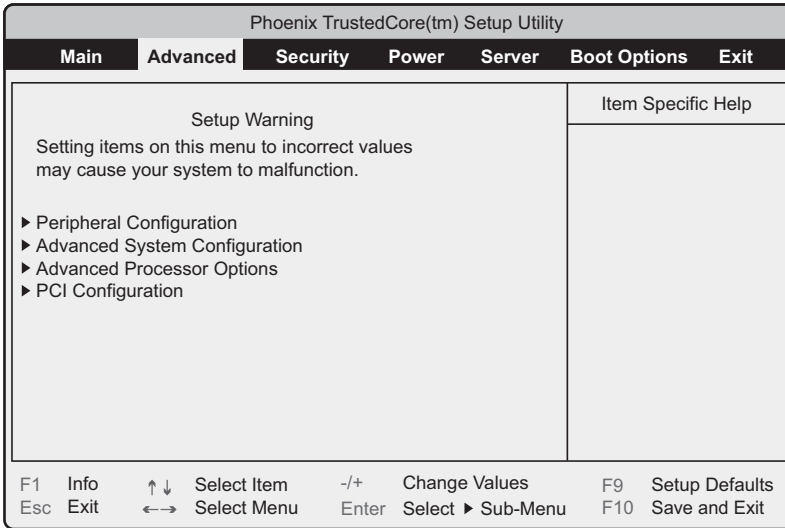 Phoenix TrustedCore(tm) Setup Utility
Main Advanced Security Power Server Boot Options Exit
Setup Warning
Setting items on this menu to incorrect values
may cause your system to malfunction.
▶ Peripheral Configuration
▶ Advanced System Configuration
▶ Advanced Processor Options
▶ PCI Configuration
Item Specific Help
F1 Info ↑↓ Select Item -/+ Change Values F9 Setup Defaults
Esc Exit ←→ Select Menu Enter Select ▶ Sub-Menu F10 Save and Exit